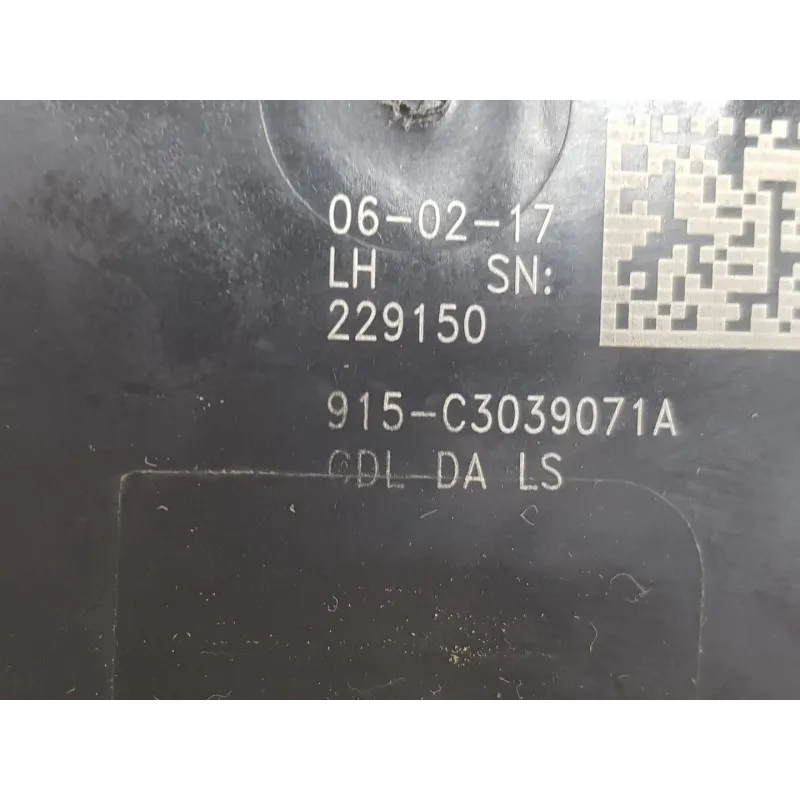 06-02-17
LH SN:
229150
915-C3039071A
CDL DA LS